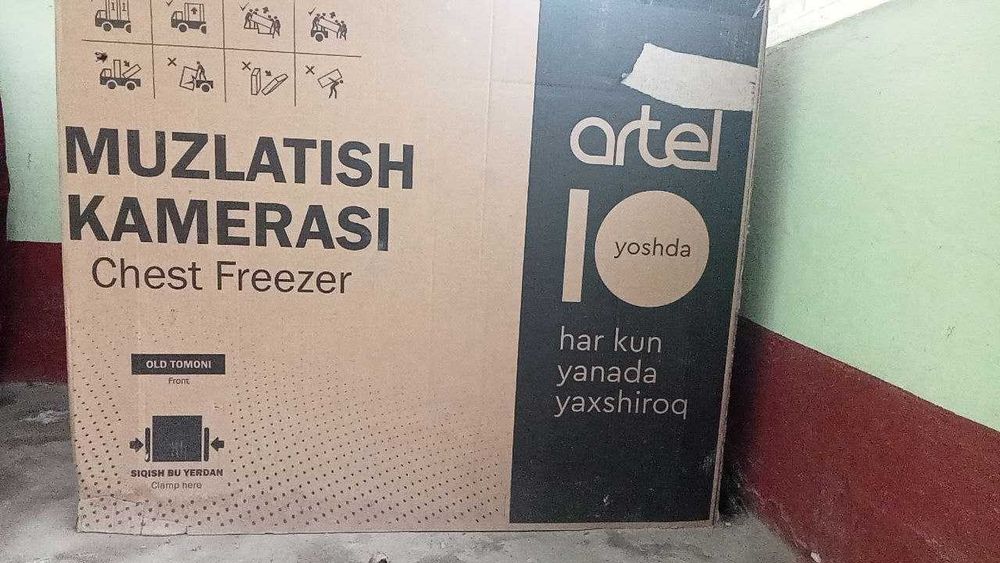 MUZLATISH
KAMERASI
Chest Freezer
OLD TOMONI
Front
SIQISH BU YERDAN
Clamp here
artel
10
yoshda
har kun
yanada
yaxshiroq